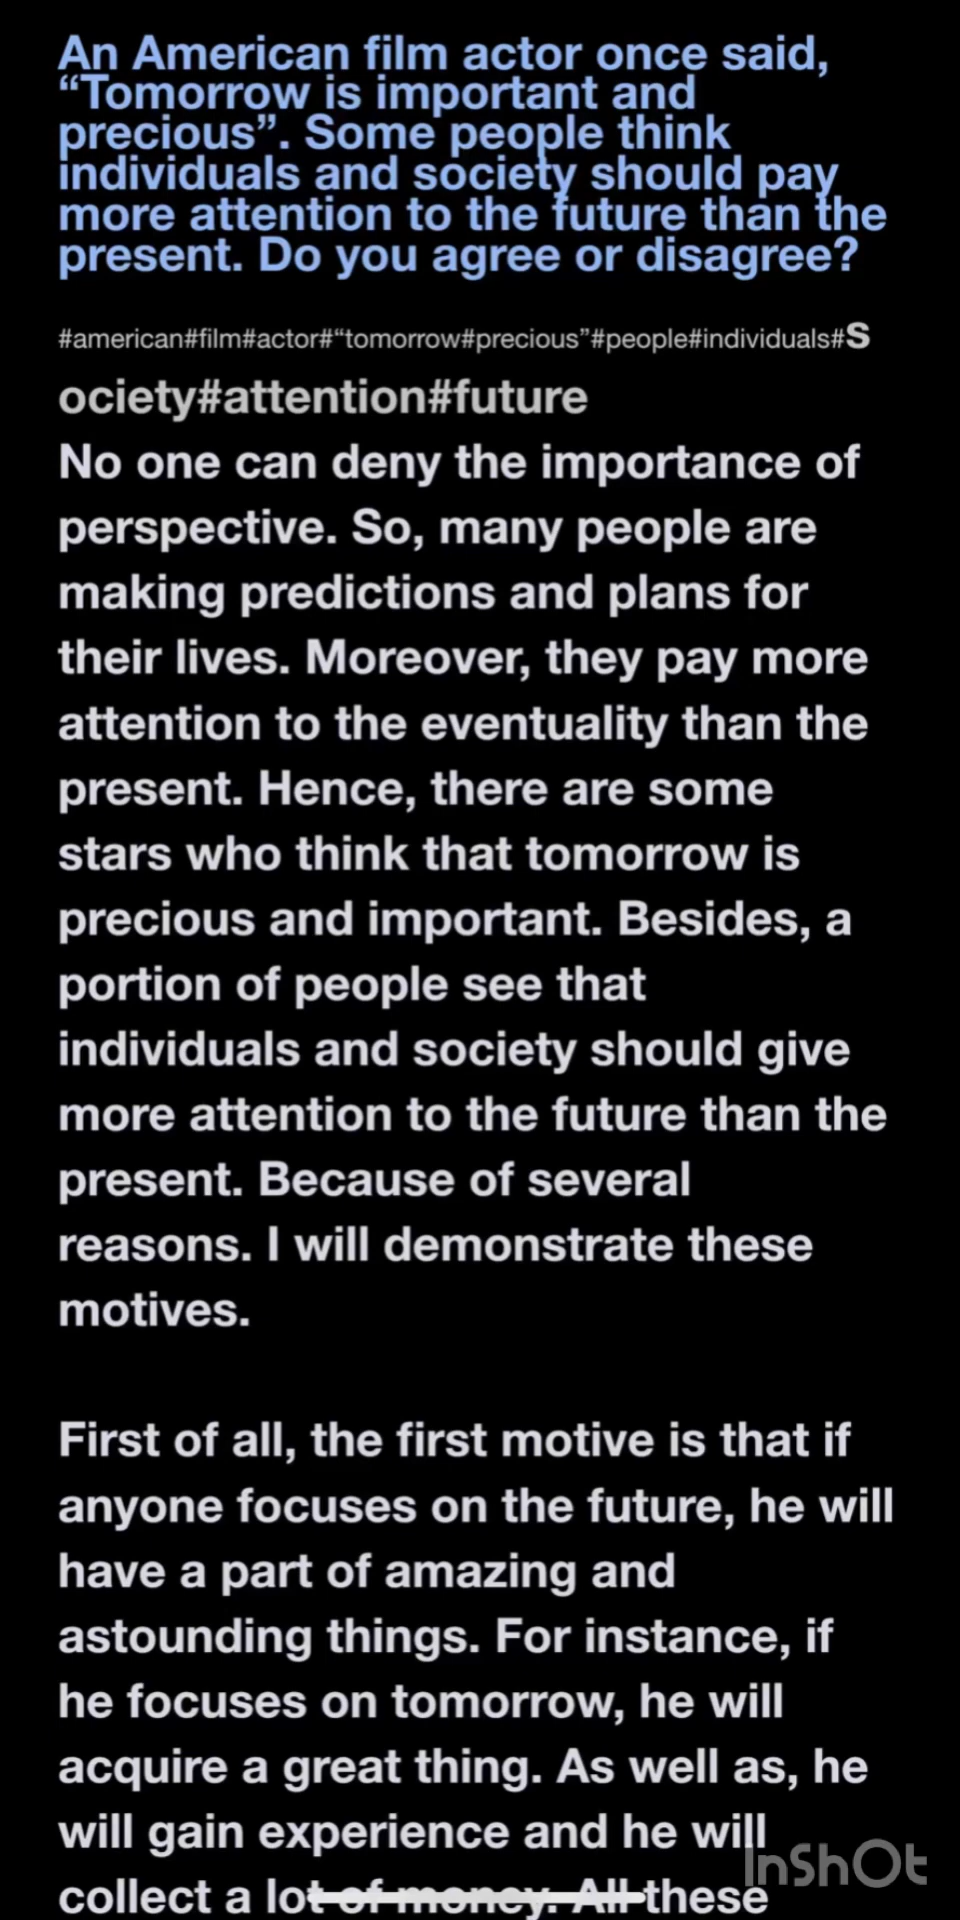 An American film actor once said,
“Tomorrow is important and
precious”. Some people think
individuals and society should pay
more attention to the future than the
present. Do you agree or disagree?
#american#film#actor#“tomorrow#precious”#people#individuals#S
ociety#attention#future
No one can deny the importance of
perspective. So, many people are
making predictions and plans for
their lives. Moreover, they pay more
attention to the eventuality than the
present. Hence, there are some
stars who think that tomorrow is
precious and important. Besides, a
portion of people see that
individuals and society should give
more attention to the future than the
present. Because of several
reasons. I will demonstrate these
motives.
First of all, the first motive is that if
anyone focuses on the future, he will
have a part of amazing and
astounding things. For instance, if
he focuses on tomorrow, he will
acquire a great thing. As well as, he
will gain experience and he will
collect a lot of money. All these
InShOt